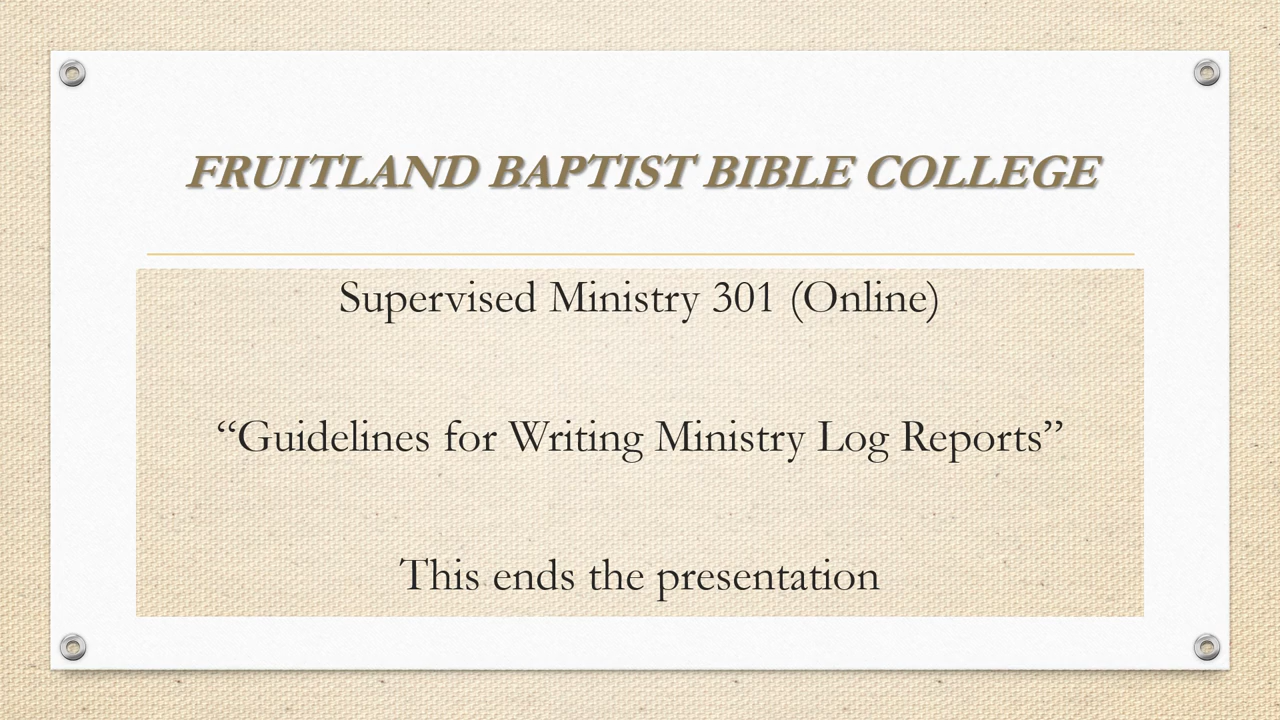 FRUITLAND BAPTIST BIBLE COLLEGE
Supervised Ministry 301 (Online)
“Guidelines for Writing Ministry Log Reports”
This ends the presentation